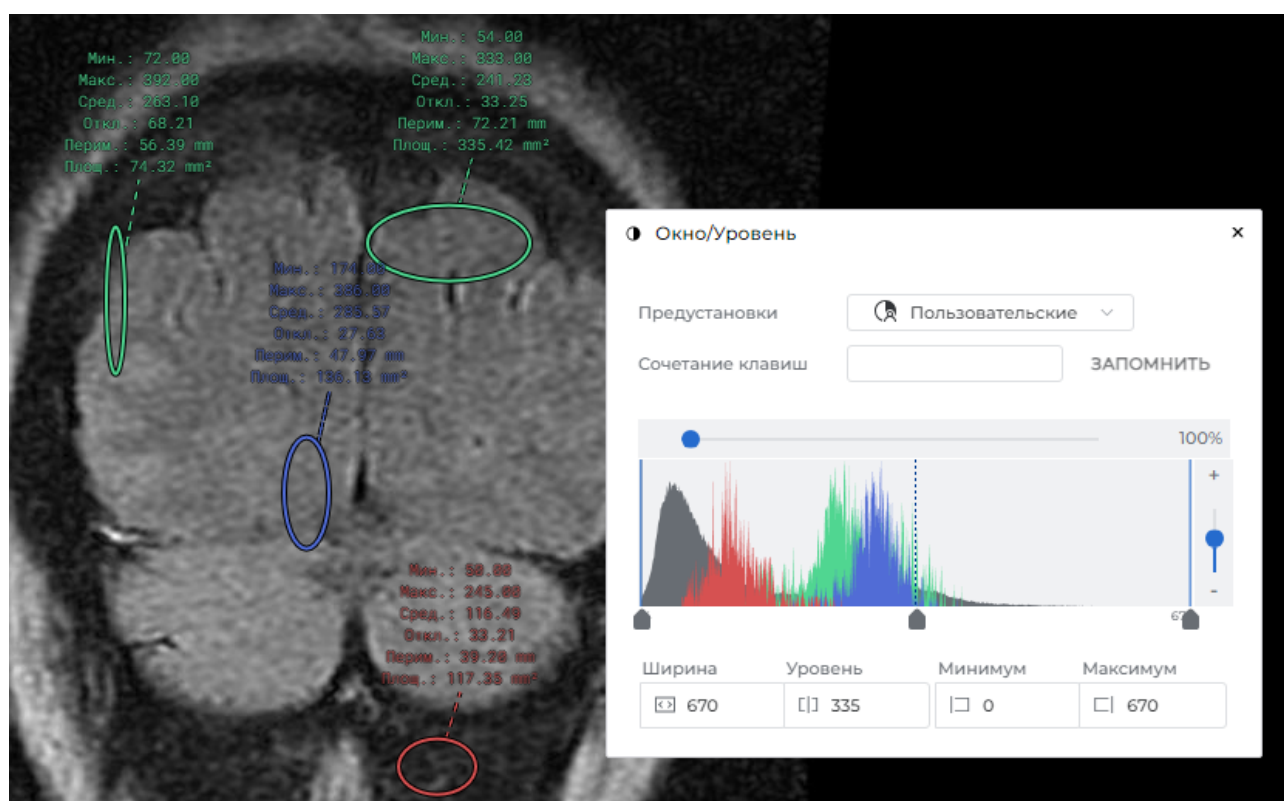 Мин.: 72.00
Макс.: 392.00
Сред.: 263.10
Откл.: 68.21
Перим.: 56.39 mm
Площ.: 74.32 mm²
Мин.: 54.00
Макс.: 333.00
Сред.: 241.23
Откл.: 33.25
Перим.: 72.21 mm
Площ.: 335.42 mm²
Мин.: 174.00
Макс.: 386.00
Сред.: 285.57
Откл.: 27.63
Перим.: 47.97 mm
Площ.: 136.13 mm²
Мин.: 50.00
Макс.: 245.00
Сред.: 116.49
Откл.: 33.21
Перим.: 39.20 mm
Площ.: 117.35 mm²
Окно/Уровень
Предустановки
Пользовательские
Сочетание клавиш
ЗАПОМНИТЬ
100%
+
-
Ширина Уровень Минимум Максимум
670 335 0 670